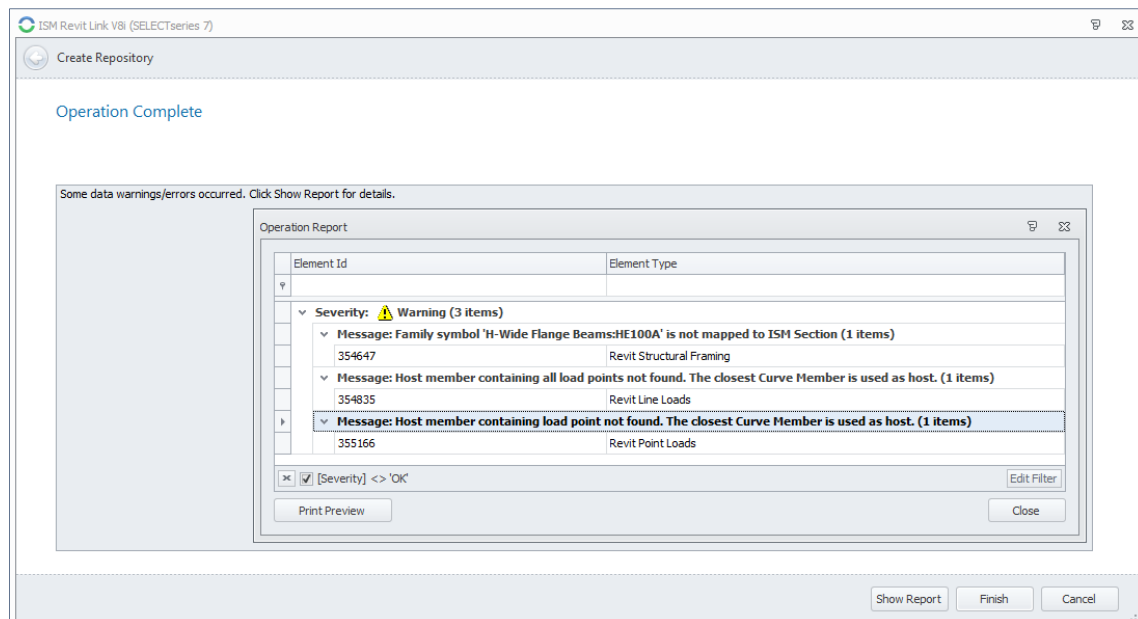 ISM Revit Link V8i (SELECTseries 7)
Create Repository
Operation Complete
Some data warnings/errors occurred. Click Show Report for details.
Operation Report
Element Id Element Type
Severity: Warning (3 items)
Message: Family symbol 'H-Wide Flange Beams:HE100A' is not mapped to ISM Section (1 items)
354647 Revit Structural Framing
Message: Host member containing all load points not found. The closest Curve Member is used as host. (1 items)
354835 Revit Line Loads
Message: Host member containing load point not found. The closest Curve Member is used as host. (1 items)
355166 Revit Point Loads
[Severity] <> 'OK' Edit Filter
Print Preview Close
Show Report Finish Cancel